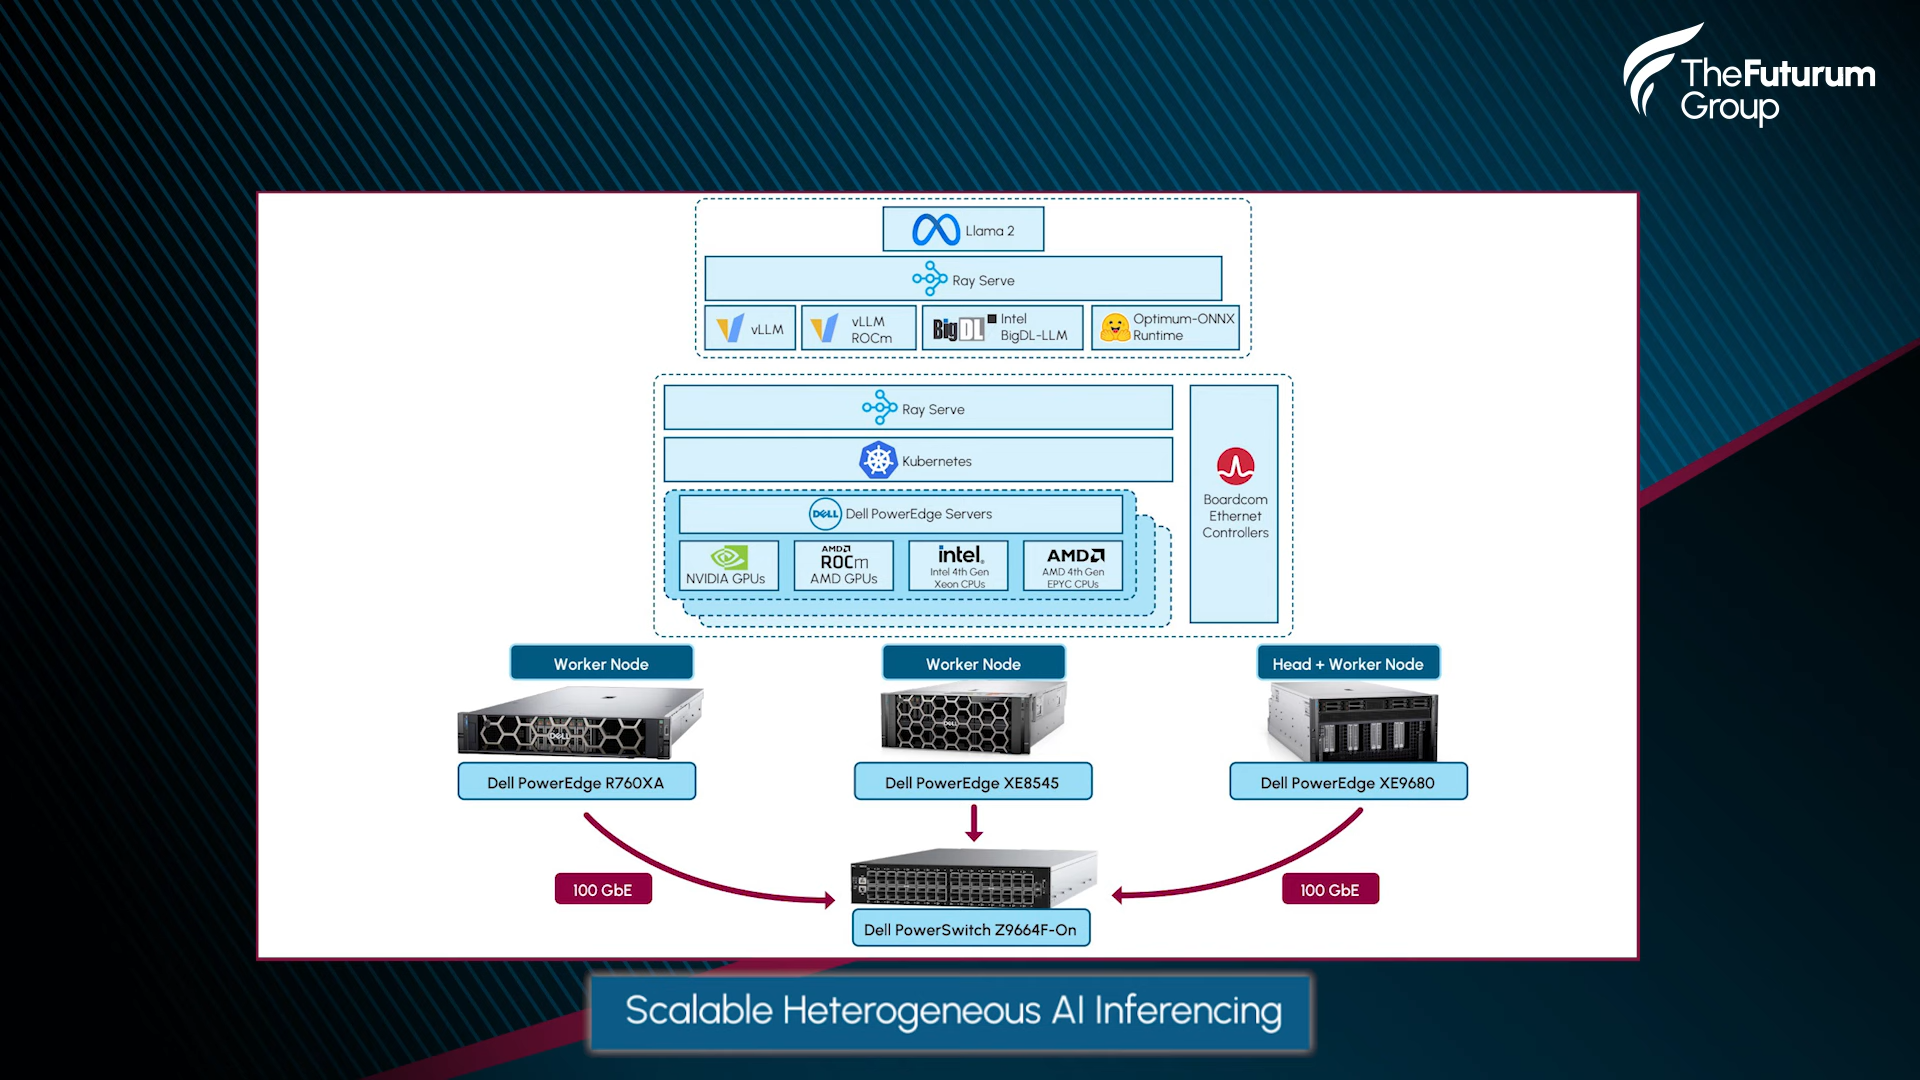 TheFuturum
Group
Llama 2
Ray Serve
vLLM
vLLM
ROCm
BigDL
Intel
BigDL-LLM
Optimum-ONNX
Runtime
Ray Serve
Kubernetes
DELL
Dell PowerEdge Servers
NVIDIA GPUs
AMD
ROCm
AMD GPUs
intel.
Intel 4th Gen
Xeon CPUs
AMD
AMD 4th Gen
EPYC CPUs
Boardcom
Ethernet
Controllers
Worker Node
Worker Node
Head + Worker Node
DELL
DELL
Dell PowerEdge R760XA
Dell PowerEdge XE8545
Dell PowerEdge XE9680
100 GbE
100 GbE
Dell PowerSwitch Z9664F-On
Scalable Heterogeneous AI Inferencing